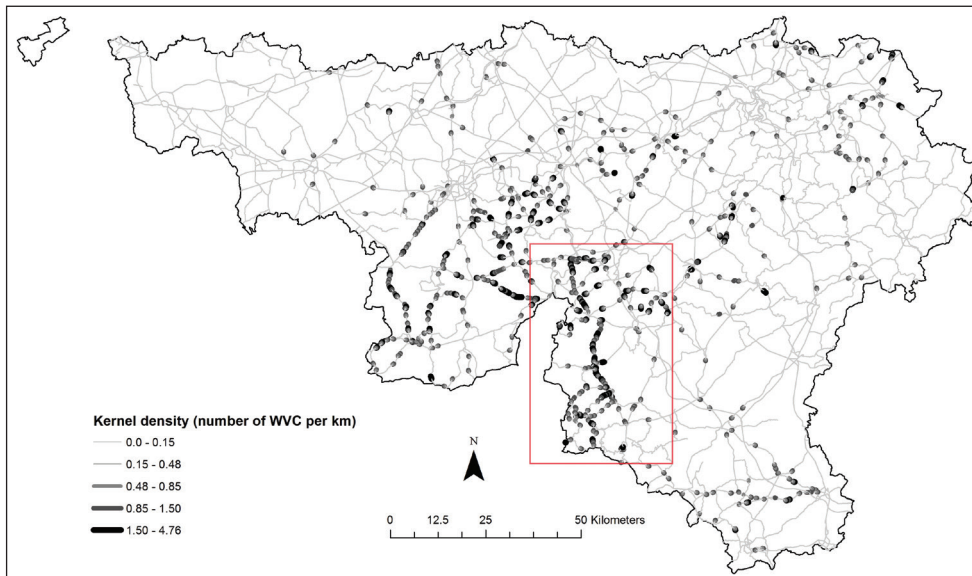 Kernel density (number of WVC per km)
0.0 - 0.15
0.15 - 0.48
0.48 - 0.85
0.85 - 1.50
1.50 - 4.76
N
0 12.5 25 50 Kilometers